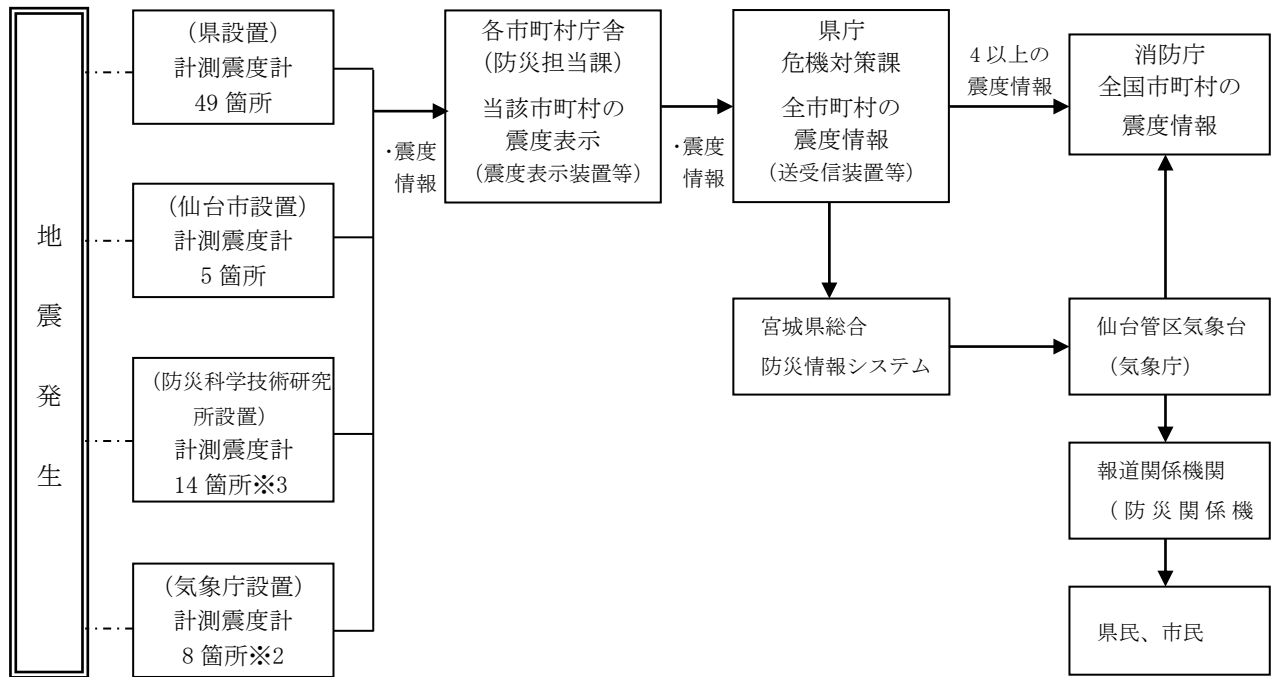 地
震
発
生
(県設置)
計測震度計
49 箇所
(仙台市設置)
計測震度計
5 箇所
(防災科学技術研究
所設置)
計測震度計
14 箇所※3
(気象庁設置)
計測震度計
8 箇所※2
・震度
情報
各市町村庁舎
(防災担当課)
当該市町村の
震度表示
(震度表示装置等)
・震度
情報
県庁
危機対策課
全市町村の
震度情報
(送受信装置等)
4 以上の
震度情報
消防庁
全国市町村の
震度情報
宮城県総合
防災情報システム
仙台管区気象台
(気象庁)
報道関係機関
(防災関係機
県民、市民